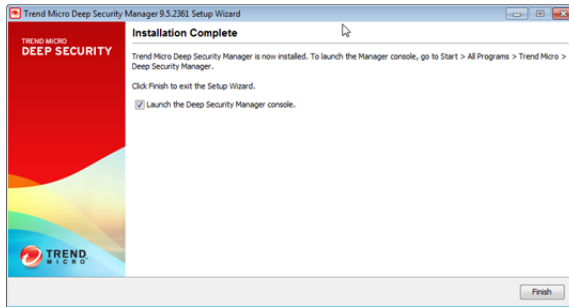 Trend Micro Deep Security Manager 9.5.2361 Setup Wizard
TREND MICRO
DEEP SECURITY
Installation Complete
Trend Micro Deep Security Manager is now installed. To launch the Manager console, go to Start > All Programs > Trend Micro >
Deep Security Manager.
Click Finish to exit the Setup Wizard.
Launch the Deep Security Manager console.
TREND
MICRO
Finish